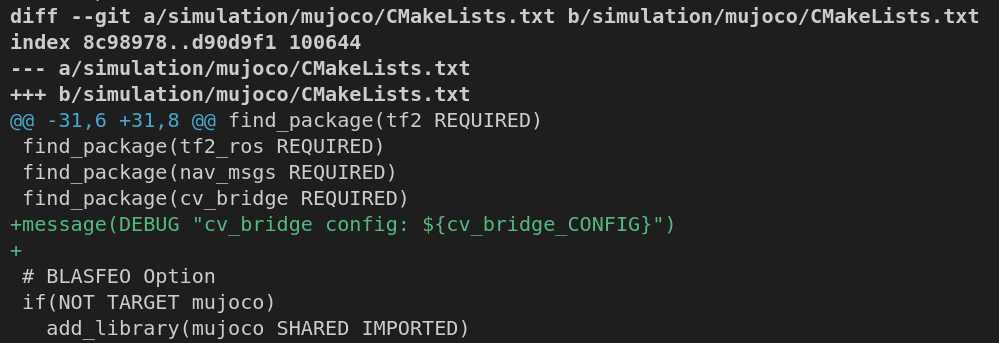 diff --git a/simulation/mujoco/CMakeLists.txt b/simulation/mujoco/CMakeLists.txt
index 8c98978..d90d9f1 100644
--- a/simulation/mujoco/CMakeLists.txt
+++ b/simulation/mujoco/CMakeLists.txt
@@ -31,6 +31,8 @@ find_package(tf2 REQUIRED)
 find_package(tf2_ros REQUIRED)
 find_package(nav_msgs REQUIRED)
 find_package(cv_bridge REQUIRED)
+message(DEBUG "cv_bridge config: ${cv_bridge_CONFIG}")
+
 # BLASFEO Option
 if(NOT TARGET mujoco)
   add_library(mujoco SHARED IMPORTED)